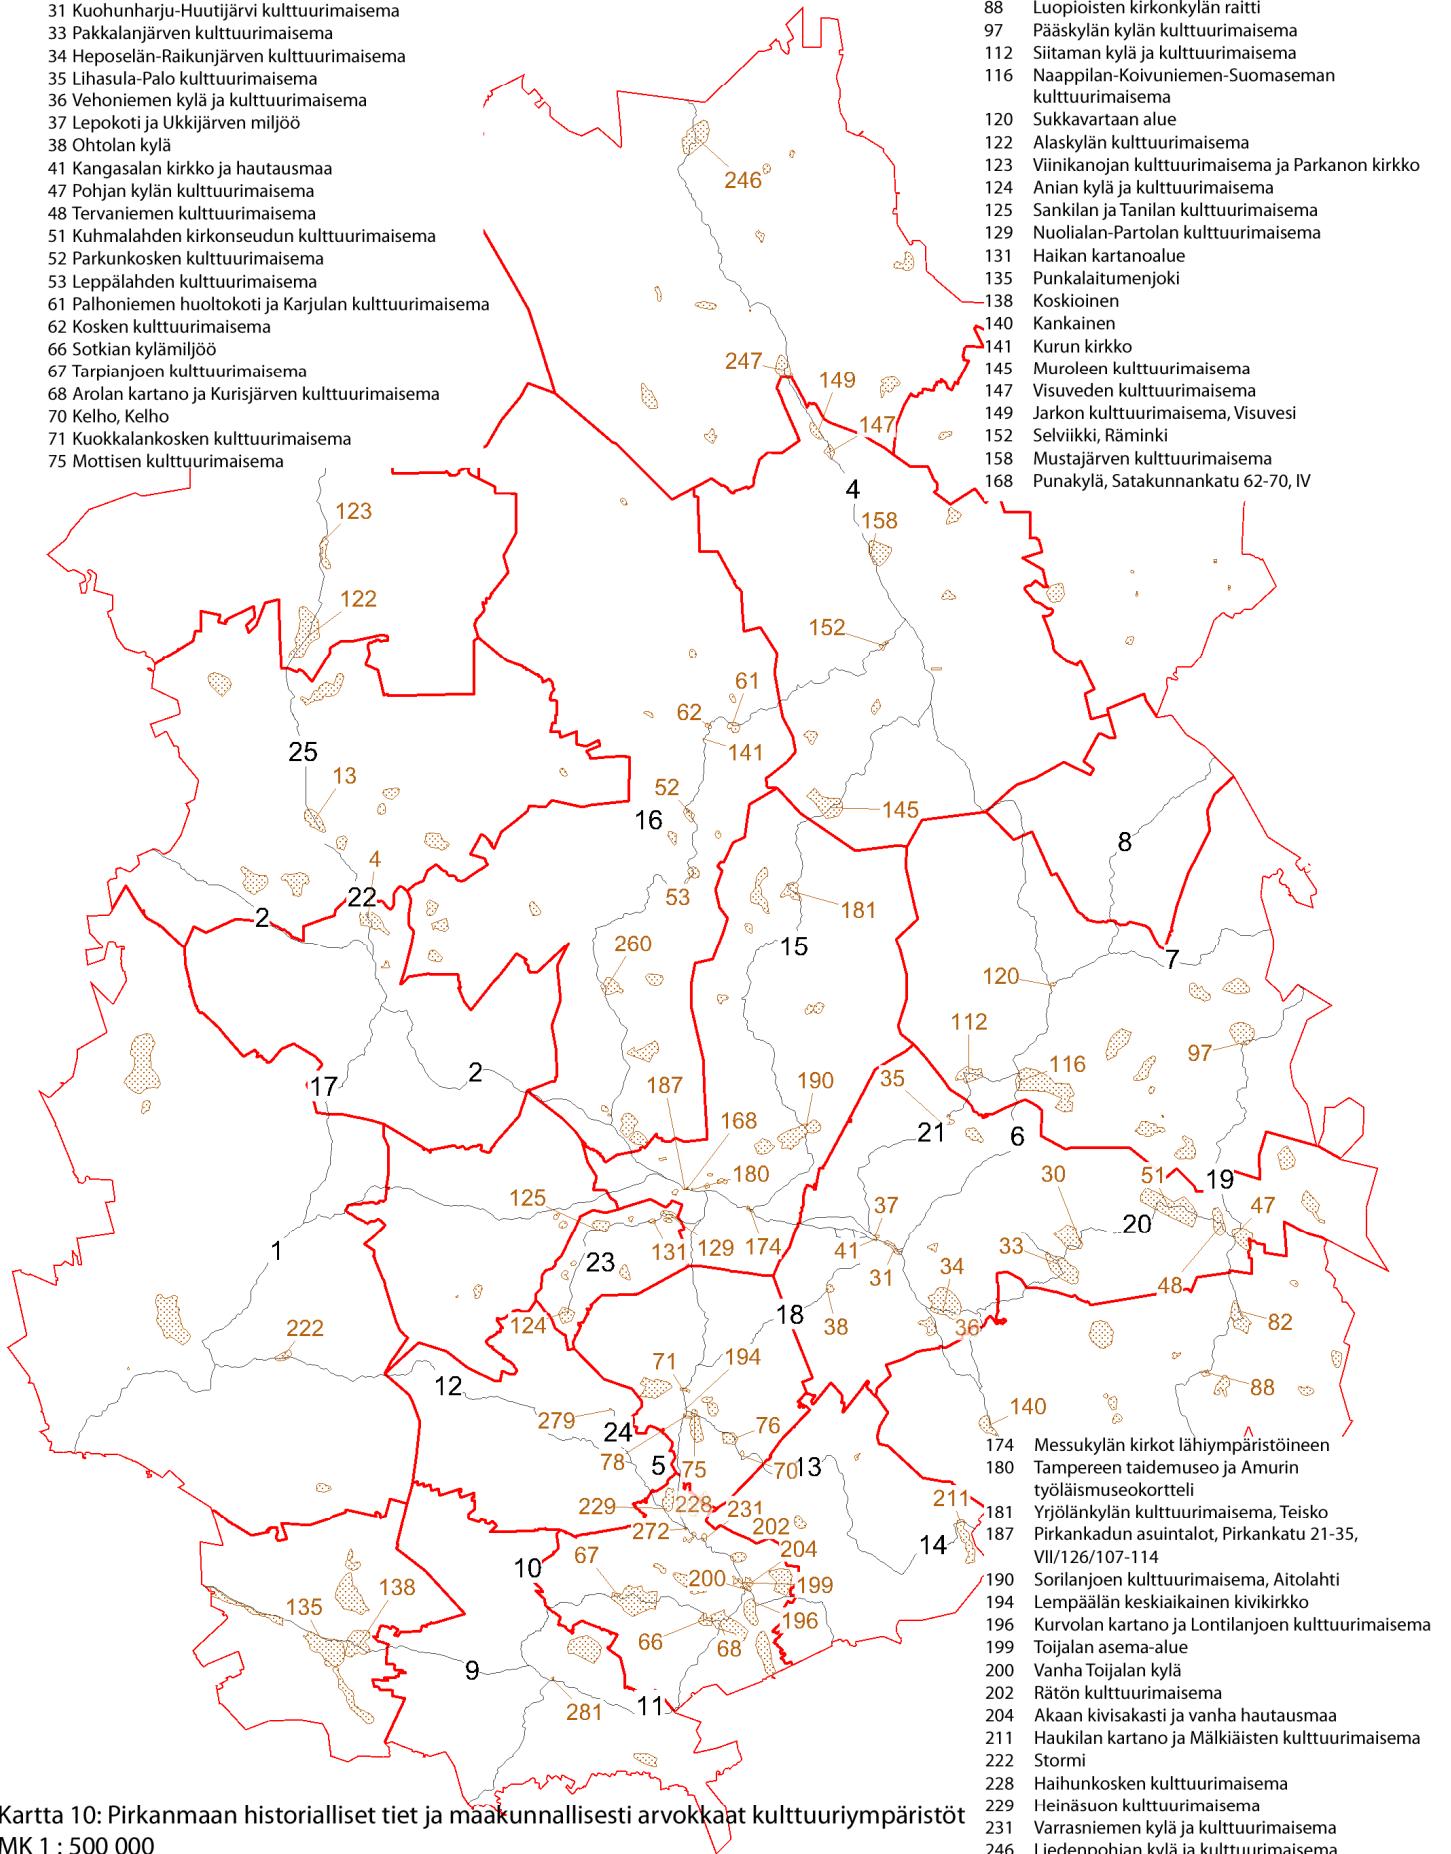 31 Kuohunharju-Huutijärvi kulttuurimaisema
33 Pakkalanjärven kulttuurimaisema
34 Heposelän-Raikunjärven kulttuurimaisema
35 Lihasula-Palo kulttuurimaisema
36 Vehoniemen kylä ja kulttuurimaisema
37 Lepokoti ja Ukkijärven miljöö
38 Ohtolan kylä
41 Kangasalan kirkko ja hautausmaa
47 Pohjan kylän kulttuurimaisema
48 Tervaniemen kulttuurimaisema
51 Kuhmalahden kirkonseudun kulttuurimaisema
52 Parkunkosken kulttuurimaisema
53 Leppälahden kulttuurimaisema
61 Palhoniemen huoltokoti ja Karjulan kulttuurimaisema
62 Kosken kulttuurimaisema
66 Sotkian kylämiljöö
67 Tarpianjoen kulttuurimaisema
68 Arolan kartano ja Kurisjärven kulttuurimaisema
70 Kelho, Kelho
71 Kuokkalankosken kulttuurimaisema
75 Mottisen kulttuurimaisema
88 Luopioisten kirkonkylän raitti
97 Pääskylän kylän kulttuurimaisema
112 Siitaman kylä ja kulttuurimaisema
116 Naappilan-Koivuniemen-Suomaseman
kulttuurimaisema
120 Sukkavartaan alue
122 Alaskylän kulttuurimaisema
123 Viinikanojan kulttuurimaisema ja Parkanon kirkko
124 Anian kylä ja kulttuurimaisema
125 Sankilan ja Tanilan kulttuurimaisema
129 Nuolialan-Partolan kulttuurimaisema
131 Haikan kartanoalue
135 Punkalaitumenjoki
138 Koskioinen
140 Kankainen
141 Kurun kirkko
145 Muroleen kulttuurimaisema
147 Visuveden kulttuurimaisema
149 Jarkon kulttuurimaisema, Visuvesi
152 Selviikki, Räminki
158 Mustajärven kulttuurimaisema
168 Punakylä, Satakunnankatu 62-70, IV
246
247
149
147
4
158
123
122
152
61
62
141
25
13
52
16
145
8
4
22
2
53
181
15
260
7
120
112
97
116
2
17
187
190
35
168
21
6
180
30
51
19
125
37
47
20
1
131
129
174
41
33
23
31
34
48
18
124
38
36
82
222
71
194
12
88
279
76
140
24
78
5
75
70
13
229
228
231
211
272
202
14
204
10
67
200
199
138
135
196
66
68
9
281
11
174 Messukylän kirkot lähiympäristöineen
180 Tampereen taidemuseo ja Amurin
työläismuseokortteli
181 Yrjölänkylän kulttuurimaisema, Teisko
187 Pirkankadun asuintalot, Pirkankatu 21-35,
VII/126/107-114
190 Sorilanjoen kulttuurimaisema, Aitolahti
194 Lempäälän keskiaikainen kivikirkko
196 Kurvolan kartano ja Lontilanjoen kulttuurimaisema
199 Toijalan asema-alue
200 Vanha Toijalan kylä
202 Rätön kulttuurimaisema
204 Akaan kivisakasti ja vanha hautausmaa
211 Haukilan kartano ja Mälkiäisten kulttuurimaisema
222 Stormi
228 Haihunkosken kulttuurimaisema
229 Heinäsuon kulttuurimaisema
231 Varrasniemen kylä ja kulttuurimaisema
246 Liedenpohjan kylä ja kulttuurimaisema
Kartta 10: Pirkanmaan historialliset tiet ja maakunnallisesti arvokkaat kulttuuriympäristöt
MK 1 : 500 000